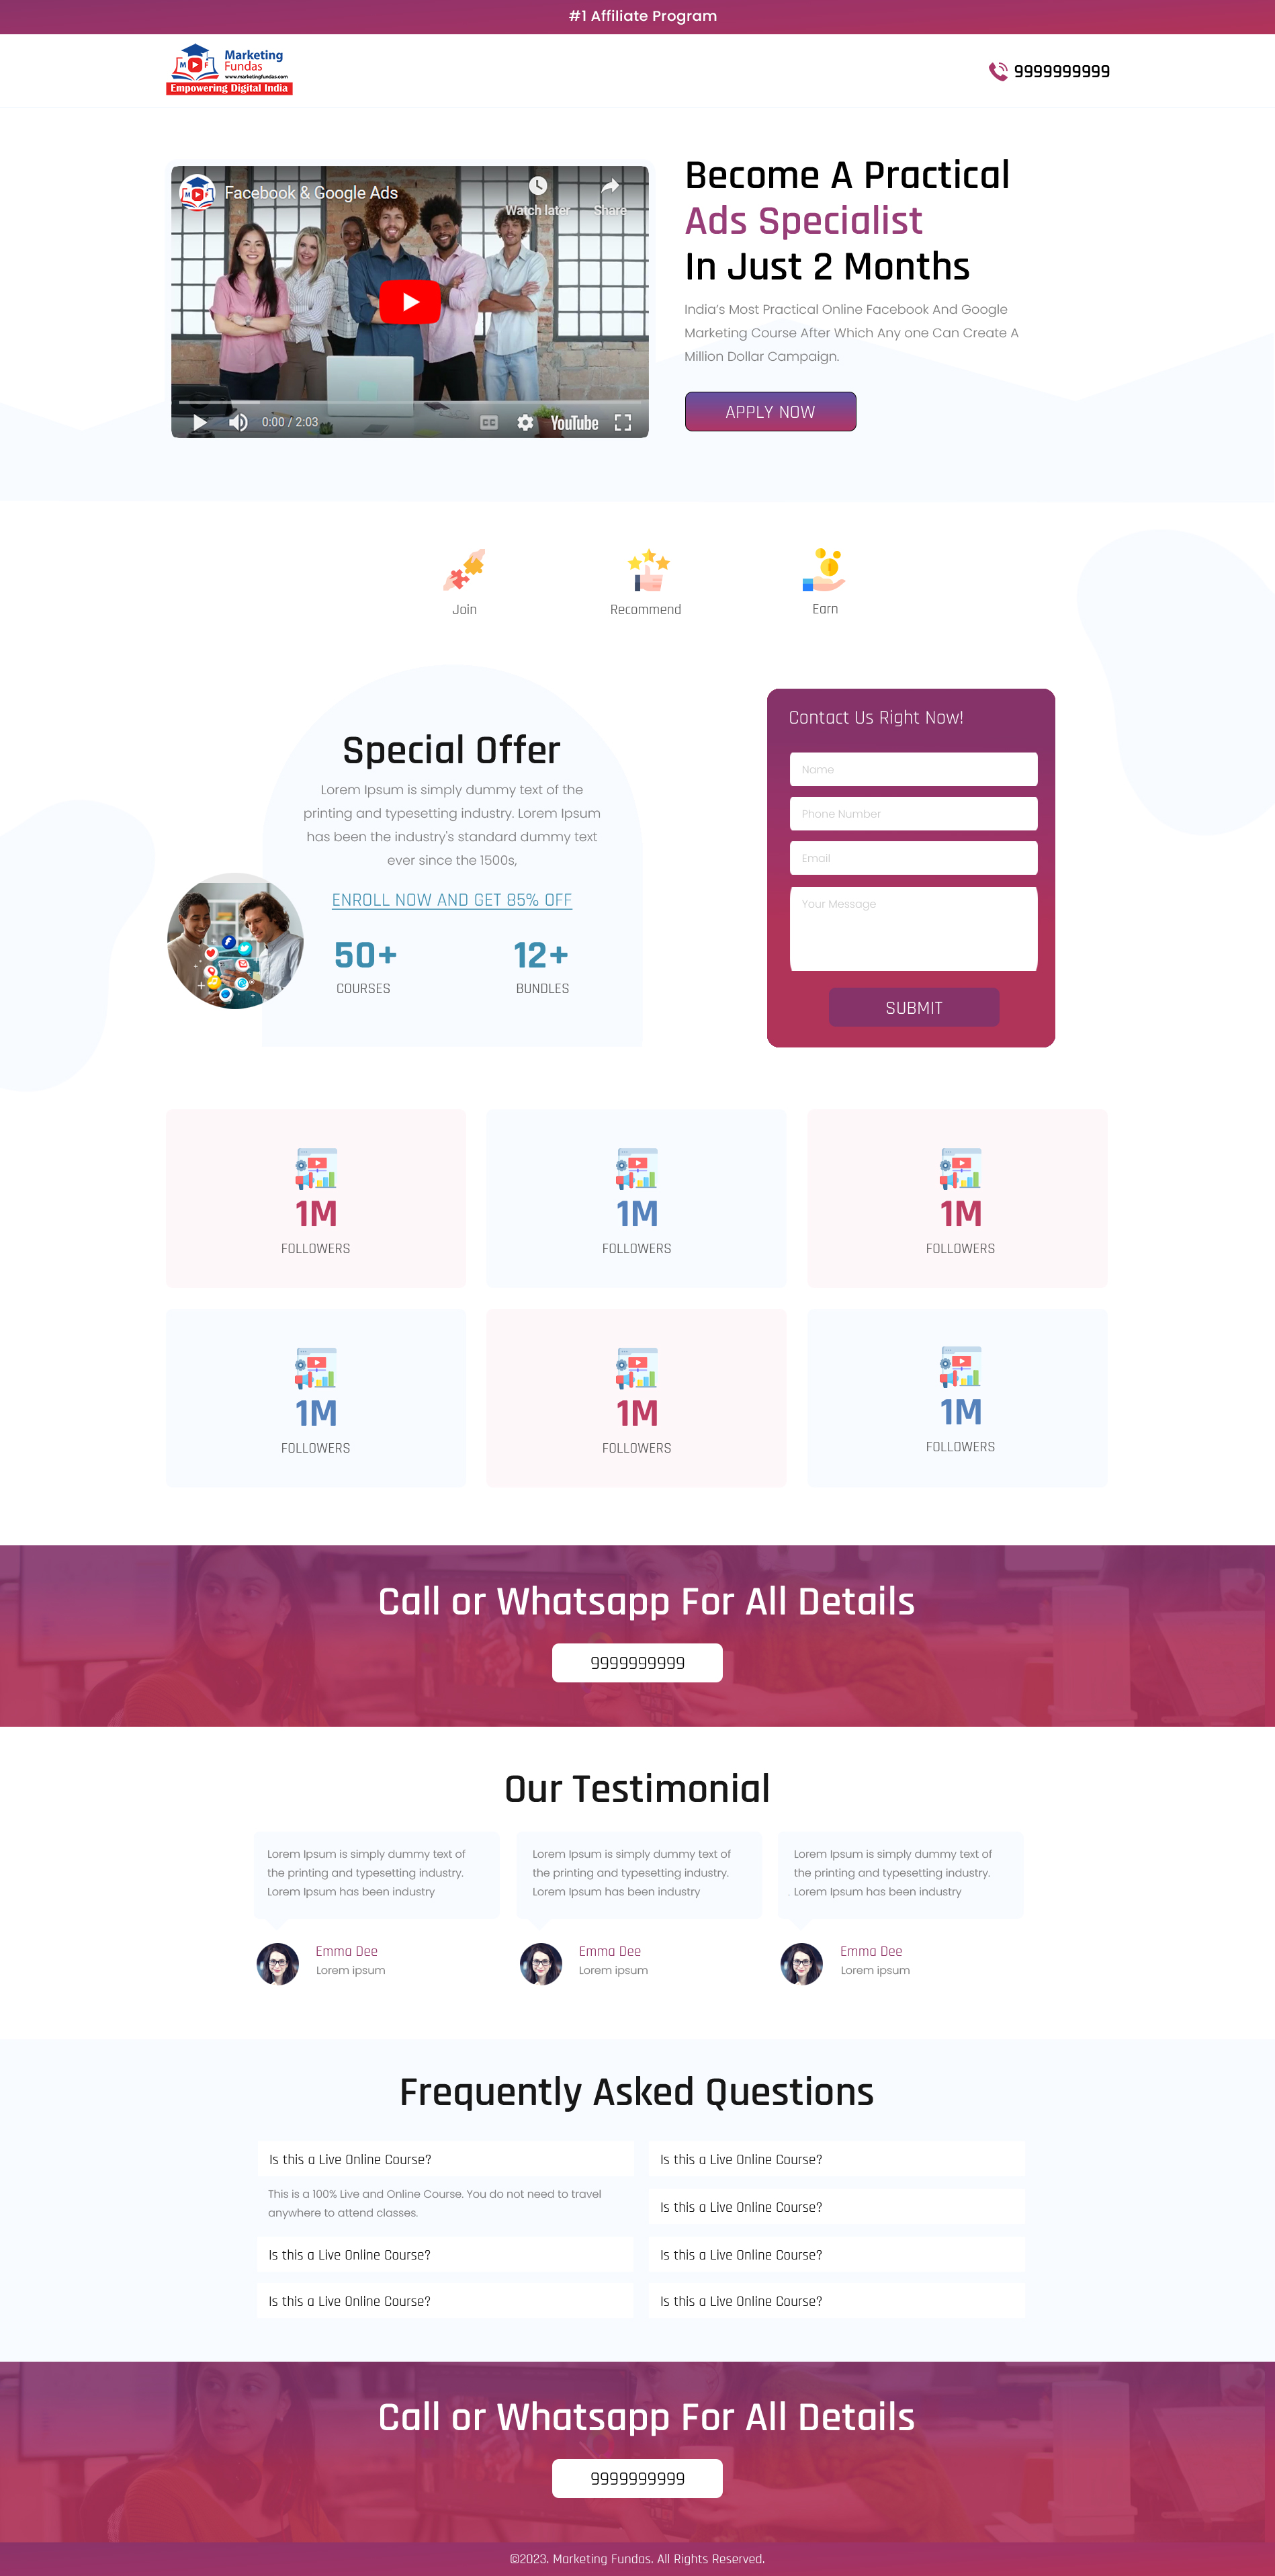 #1 Affiliate Program
M F
Marketing
Fundas
www.marketingfundas.com
Empowering Digital India
9999999999
Facebook & Google Ads
Watch later
Share
0:00 / 2:03
CC
YouTube
Become A Practical
Ads Specialist
In Just 2 Months
India's Most Practical Online Facebook And Google
Marketing Course After Which Any one Can Create A
Million Dollar Campaign.
APPLY NOW
Join
Recommend
Earn
Special Offer
Lorem Ipsum is simply dummy text of the
printing and typesetting industry. Lorem Ipsum
has been the industry's standard dummy text
ever since the 1500s,
ENROLL NOW AND GET 85% OFF
50+
COURSES
12+
BUNDLES
Contact Us Right Now!
Name
Phone Number
Email
Your Message
SUBMIT
1M
FOLLOWERS
1M
FOLLOWERS
1M
FOLLOWERS
1M
FOLLOWERS
1M
FOLLOWERS
1M
FOLLOWERS
Call or Whatsapp For All Details
9999999999
Our Testimonial
Lorem Ipsum is simply dummy text of
the printing and typesetting industry.
Lorem Ipsum has been industry
Emma Dee
Lorem ipsum
Lorem Ipsum is simply dummy text of
the printing and typesetting industry.
Lorem Ipsum has been industry
Emma Dee
Lorem ipsum
Lorem Ipsum is simply dummy text of
the printing and typesetting industry.
. Lorem Ipsum has been industry
Emma Dee
Lorem ipsum
Frequently Asked Questions
Is this a Live Online Course?
This is a 100% Live and Online Course. You do not need to travel
anywhere to attend classes.
Is this a Live Online Course?
Is this a Live Online Course?
Is this a Live Online Course?
Is this a Live Online Course?
Is this a Live Online Course?
Is this a Live Online Course?
Call or Whatsapp For All Details
9999999999
©2023. Marketing Fundas. All Rights Reserved.